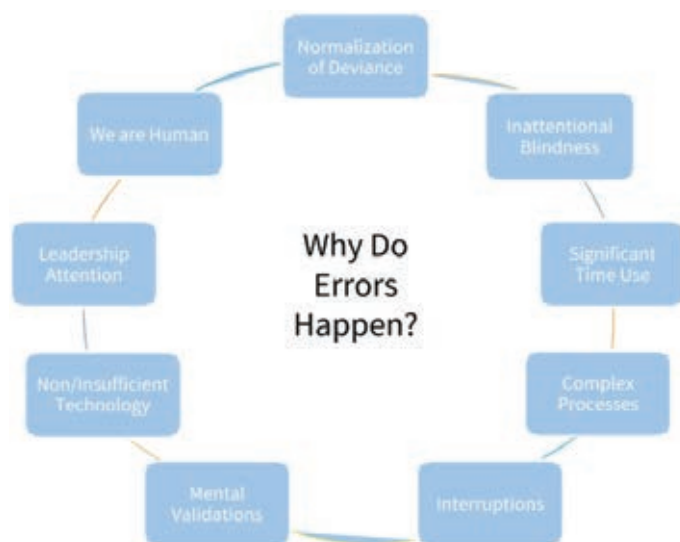 Why Do
Errors
Happen?
Normalization
of Deviance
Inattentional
Blindness
Significant
Time Use
Complex
Processes
Interruptions
Mental
Validations
Non/Insufficient
Technology
Leadership
Attention
We are Human